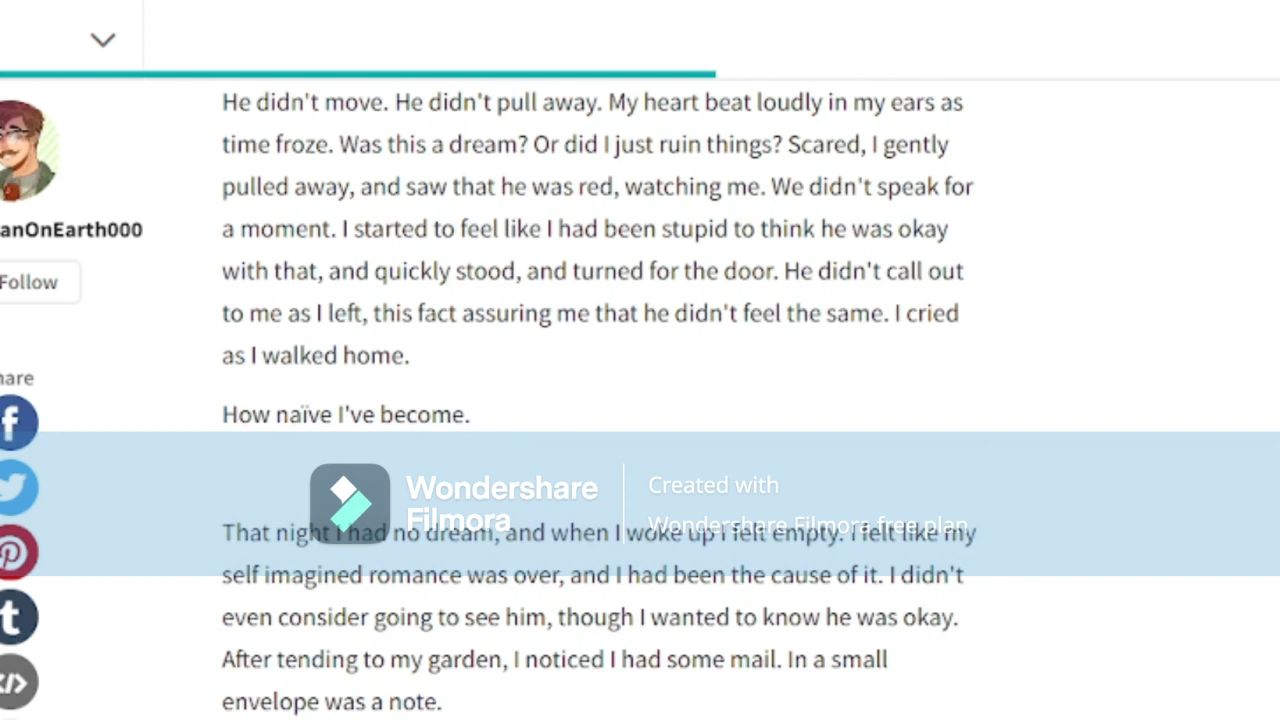 He didn't move. He didn't pull away. My heart beat loudly in my ears as
time froze. Was this a dream? Or did I just ruin things? Scared, I gently
pulled away, and saw that he was red, watching me. We didn't speak for
anOnEarth000
a moment. I started to feel like I had been stupid to think he was okay
with that, and quickly stood, and turned for the door. He didn't call out
Follow
to me as I left, this fact assuring me that he didn't feel the same. I cried
as I walked home.
hare
How naïve I've become.
Wondershare
Filmora
Created with
Wondershare Filmora free plan
That night I had no dream, and when I woke up I felt empty. I felt like my
self imagined romance was over, and I had been the cause of it. I didn't
even consider going to see him, though I wanted to know he was okay.
After tending to my garden, I noticed I had some mail. In a small
envelope was a note.